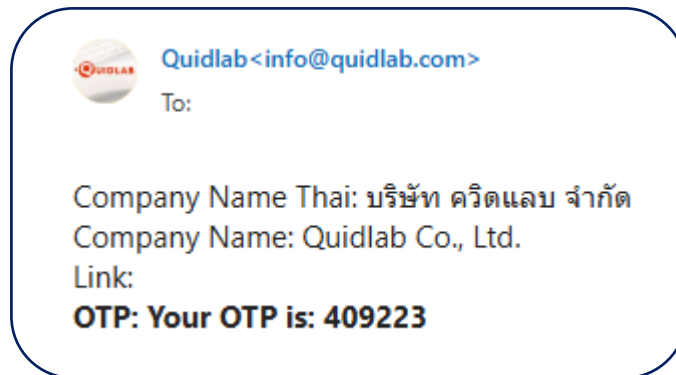 QUIDLAB
Quidlab<info@quidlab.com>
To:
Company Name Thai: บริษัท ควิดแลบ จำกัด
Company Name: Quidlab Co., Ltd.
Link:
OTP: Your OTP is: 409223